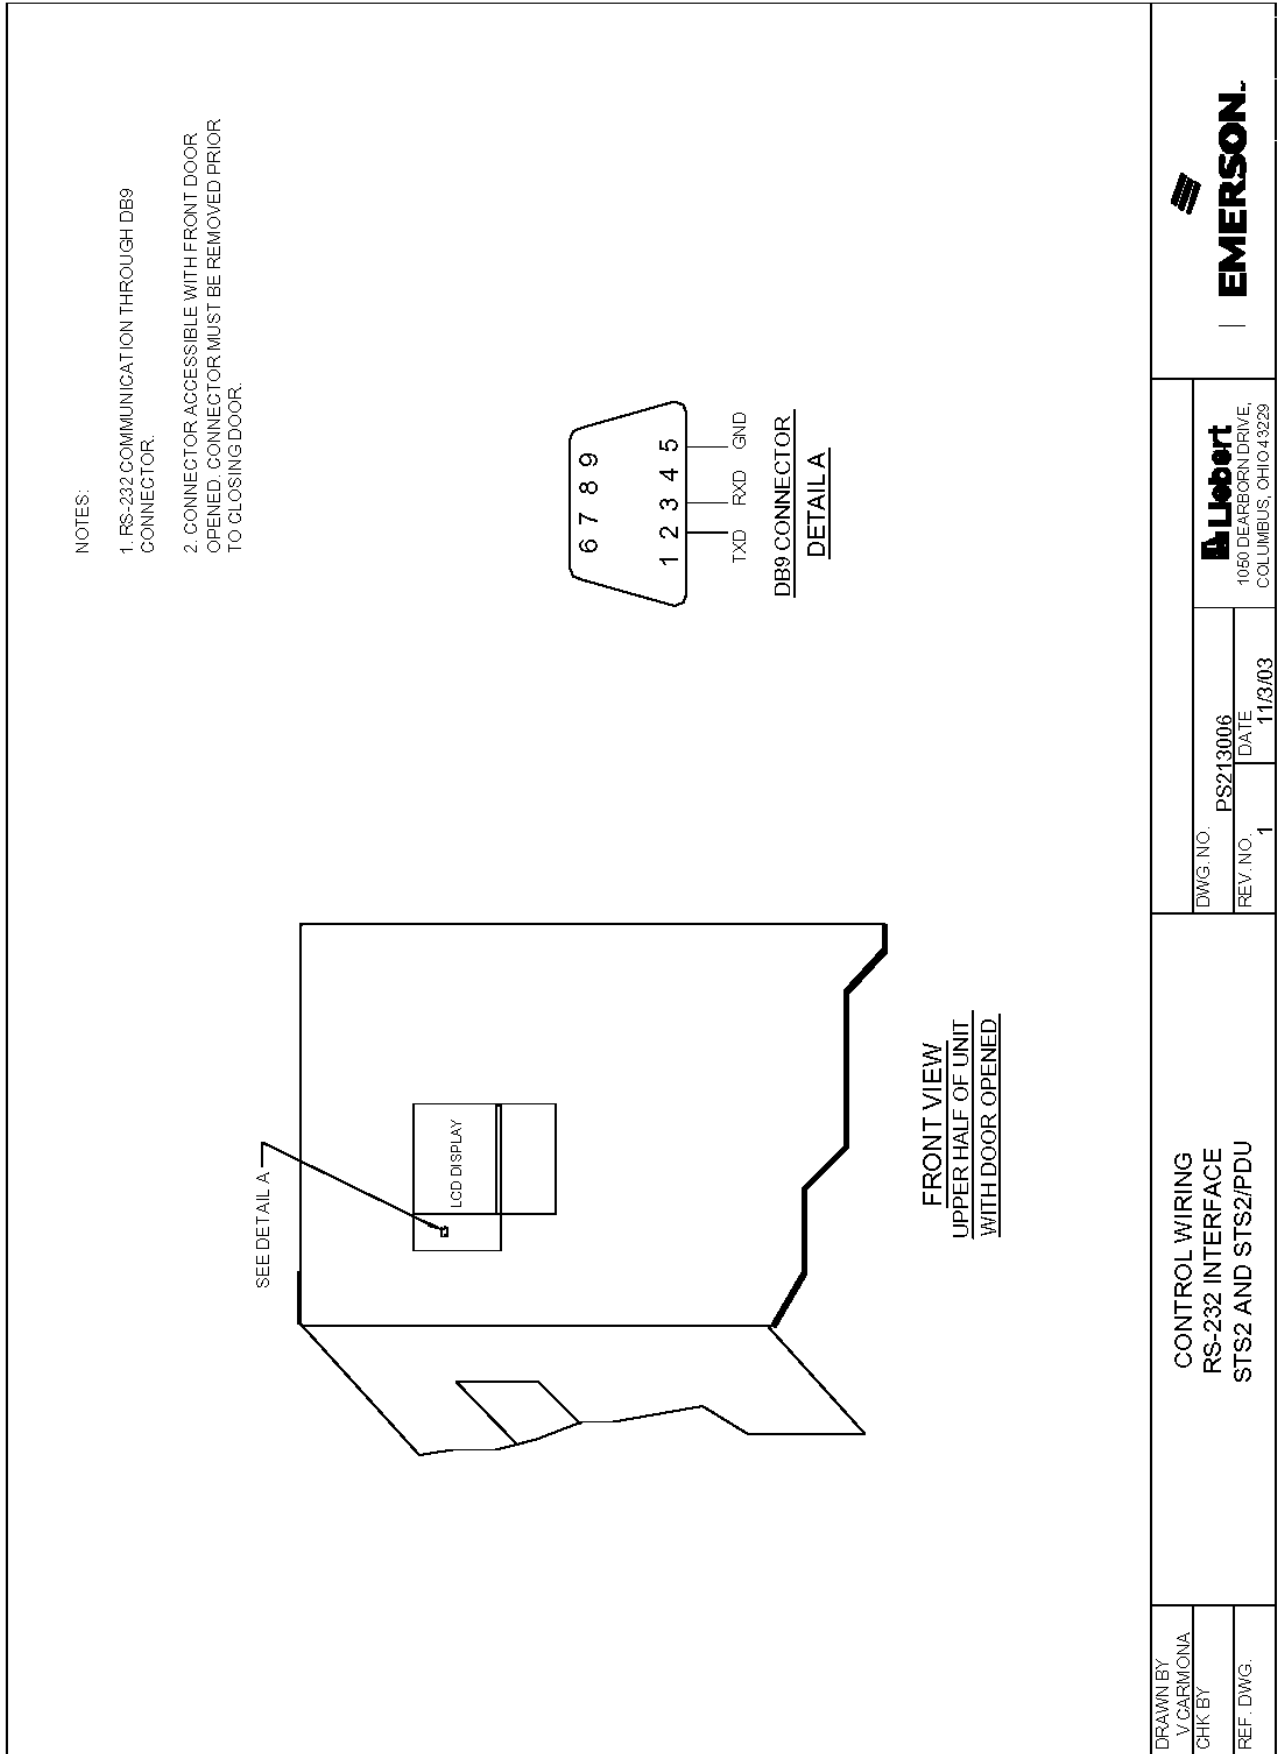 NOTES:
1. RS-232 COMMUNICATION THROUGH DB9
CONNECTOR.
2. CONNECTOR ACCESSIBLE WITH FRONT DOOR
OPENED. CONNECTOR MUST BE REMOVED PRIOR
TO CLOSING DOOR.
SEE DETAIL A
LCD DISPLAY
FRONT VIEW
UPPER HALF OF UNIT
WITH DOOR OPENED
6 7 8 9
1 2 3 4 5
TXD RXD GND
DB9 CONNECTOR
DETAIL A
DRAWN BY
V CARMONA
CHK BY
REF. DWG.
CONTROL WIRING
RS-232 INTERFACE
STS2 AND STS2/PDU
DWG. NO.
PS213006
REV. NO.
1
DATE
11/3/03
Liebert
1050 DEARBORN DRIVE,
COLUMBUS, OHIO 43229
EMERSON™